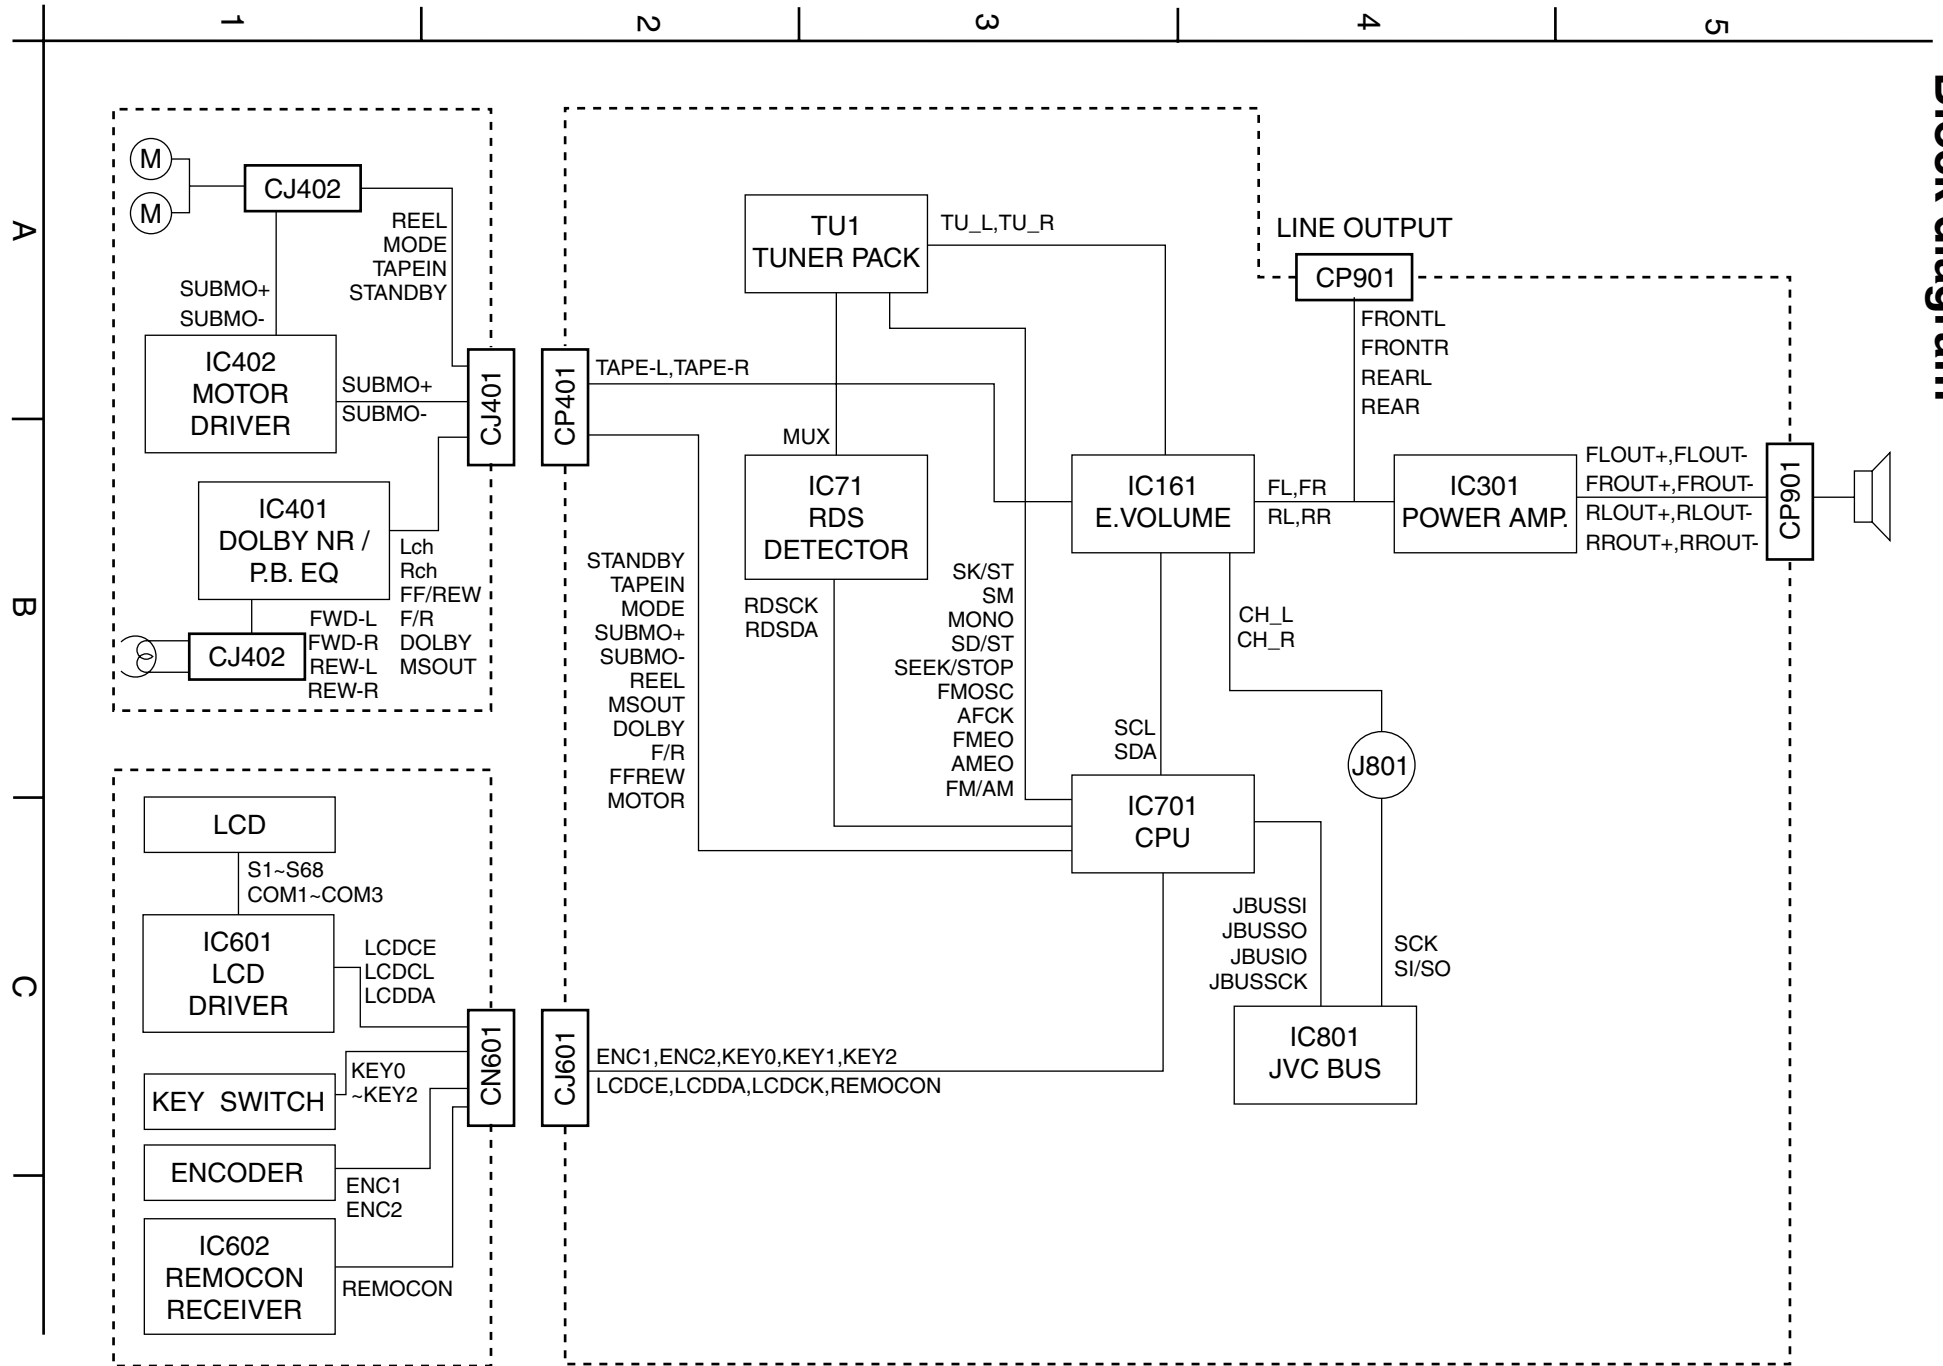 1
2
3
4
5
Block diagram
A
B
C
M
M
CJ402
REEL
MODE
TAPEIN
STANDBY
SUBMO+
SUBMO-
IC402
MOTOR
DRIVER
SUBMO+
SUBMO-
CJ401
IC401
DOLBY NR /
P.B. EQ
Lch
Rch
FF/REW
F/R
DOLBY
MSOUT
CJ402
FWD-L
FWD-R
REW-L
REW-R
LCD
S1~S68
COM1~COM3
IC601
LCD
DRIVER
LCDCE
LCDCL
LCDDA
CN601
KEY SWITCH
KEY0
~KEY2
ENCODER
ENC1
ENC2
IC602
REMOCON
RECEIVER
REMOCON
CP401
TAPE-L,TAPE-R
STANDBY
TAPEIN
MODE
SUBMO+
SUBMO-
REEL
MSOUT
DOLBY
F/R
FFREW
MOTOR
TU1
TUNER PACK
TU_L,TU_R
MUX
IC71
RDS
DETECTOR
RDSCK
RDSDA
SK/ST
SM
MONO
SD/ST
SEEK/STOP
FMOSC
AFCK
FMEO
AMEO
FM/AM
LINE OUTPUT
CP901
FRONTL
FRONTR
REARL
REAR
IC161
E.VOLUME
FL,FR
RL,RR
IC301
POWER AMP.
FLOUT+,FLOUT-
FROUT+,FROUT-
RLOUT+,RLOUT-
RROUT+,RROUT-
CP901
CH_L
CH_R
SCL
SDA
J801
IC701
CPU
JBUSSI
JBUSSO
JBUSIO
JBUSSCK
SCK
SI/SO
IC801
JVC BUS
CJ601
ENC1,ENC2,KEY0,KEY1,KEY2
LCDCE,LCDDA,LCDCK,REMOCON